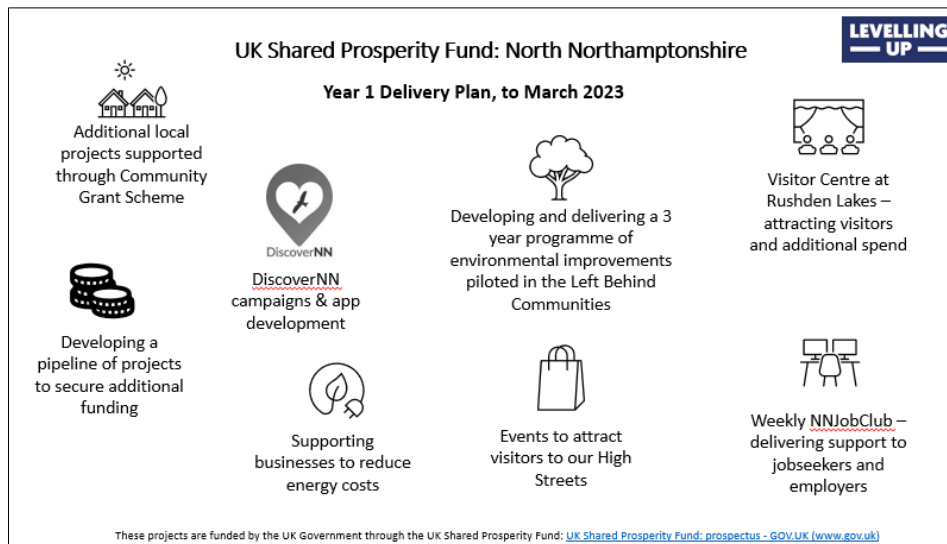 LEVELLING
UP
UK Shared Prosperity Fund: North Northamptonshire
Year 1 Delivery Plan, to March 2023
Additional local
projects supported
through Community
Grant Scheme
DiscoverNN
DiscoverNN
campaigns & app
development
Developing and delivering a 3
year programme of
environmental improvements
piloted in the Left Behind
Communities
Visitor Centre at
Rushden Lakes –
attracting visitors
and additional spend
Developing a
pipeline of projects
to secure additional
funding
Supporting
businesses to reduce
energy costs
Events to attract
visitors to our High
Streets
Weekly NNJobClub –
delivering support to
jobseekers and
employers
These projects are funded by the UK Government through the UK Shared Prosperity Fund: UK Shared Prosperity Fund: prospectus - GOV.UK (www.gov.uk)